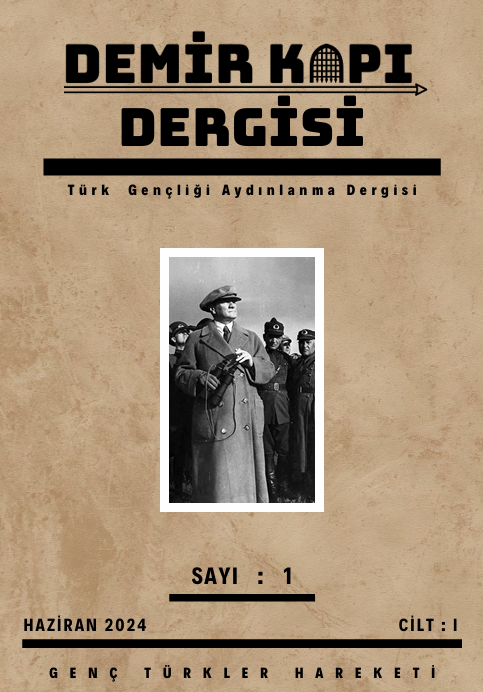 DEMİR KAPI
DERGİSİ
Türk Gençliği Aydınlanma Dergisi
SAYI : 1
HAZİRAN 2024
CİLT : I
GENÇ TÜRKLER HAREKETİ